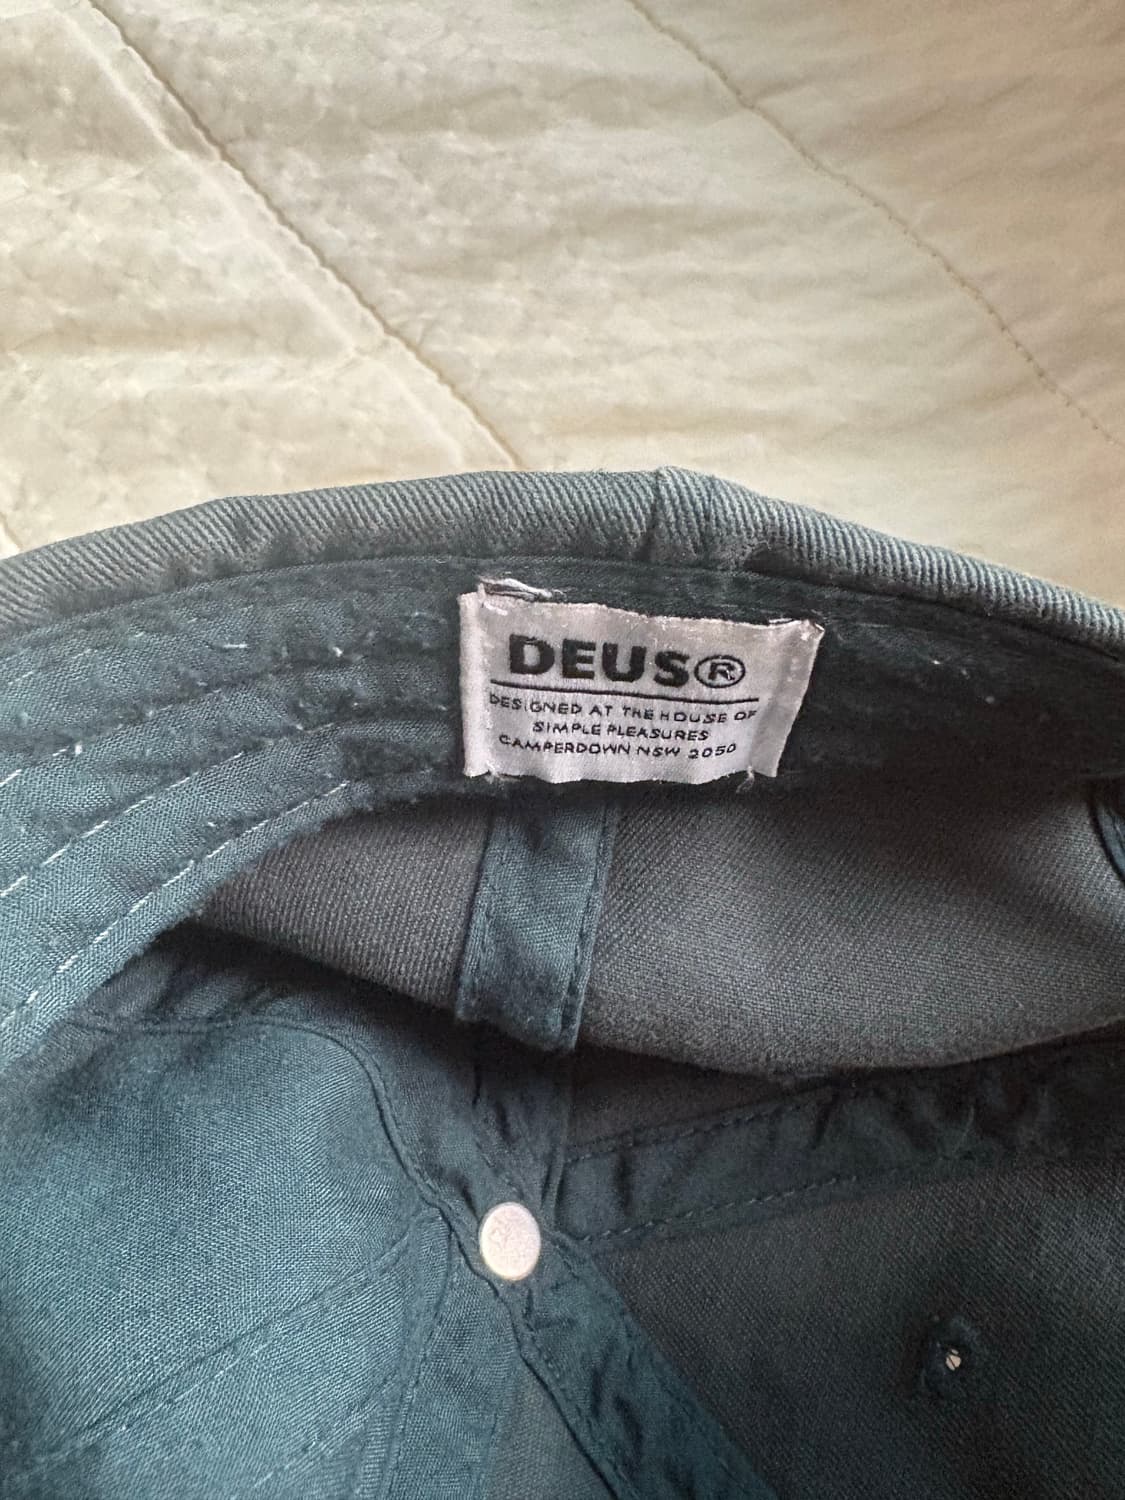 DEUS®
DESIGNED AT THE HOUSE OF
SIMPLE PLEASURES
CAMPERDOWN NSW 2050